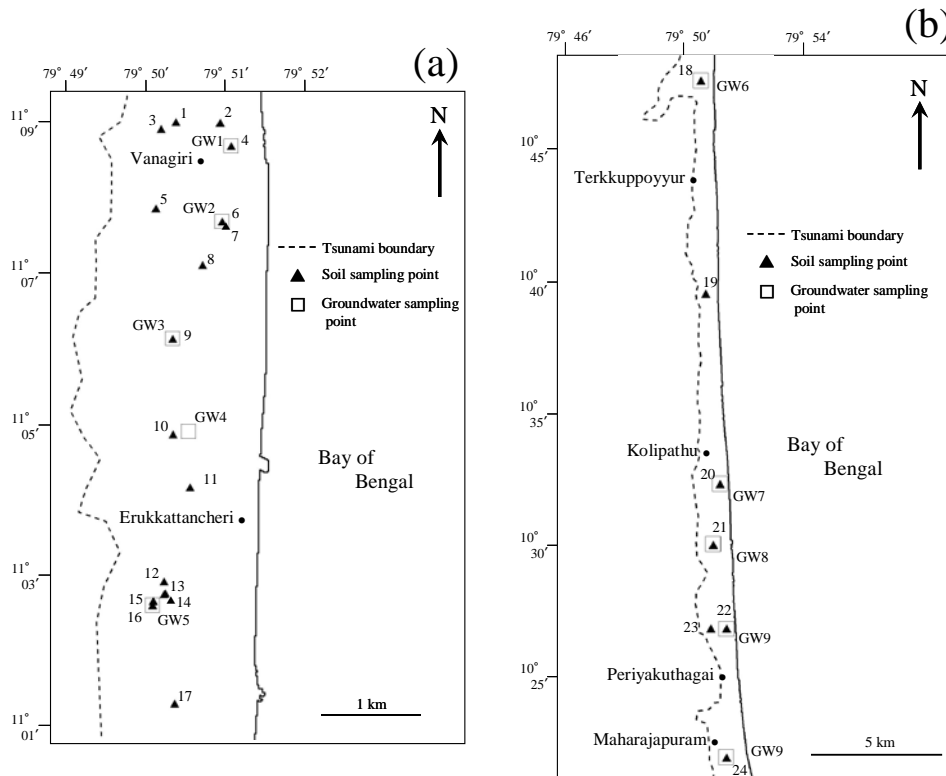 (a)
79° 49′ 79° 50′ 79° 51′ 79° 52′
11° 09′
3 1 2
GW1 4
Vanagiri
N
5
GW2 6
7
8
11° 07′
Tsunami boundary
Soil sampling point
Groundwater sampling
point
GW3 9
11° 05′
10 GW4
11
Bay of
Bengal
Erukkattancheri
11° 03′
12
13
15 14
16 GW5
17
1 km
11° 01′
(b)
79° 46′ 79° 50′ 79° 54′
18 GW6
N
10° 45′
Terkkuppoyyur
Tsunami boundary
Soil sampling point
Groundwater sampling
point
10° 40′
19
10° 35′
Kolipathu
Bay of
Bengal
20
GW7
21
10° 30′
GW8
22
23
GW9
Periyakuthagai
10° 25′
Maharajapuram
GW9
5 km
24